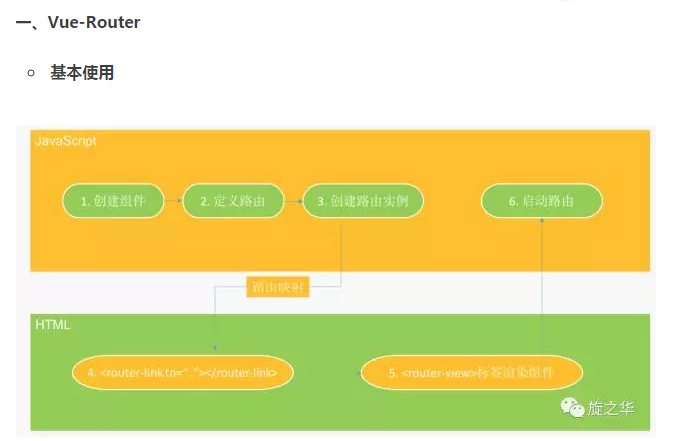 一、Vue-Router
基本使用
JavaScript
1. 创建组件
2. 定义路由
3. 创建路由实例
6. 启动路由
路由映射
HTML
4. <router-link to=".."></router-link>
5. <router-view>标签渲染组件
旋之华